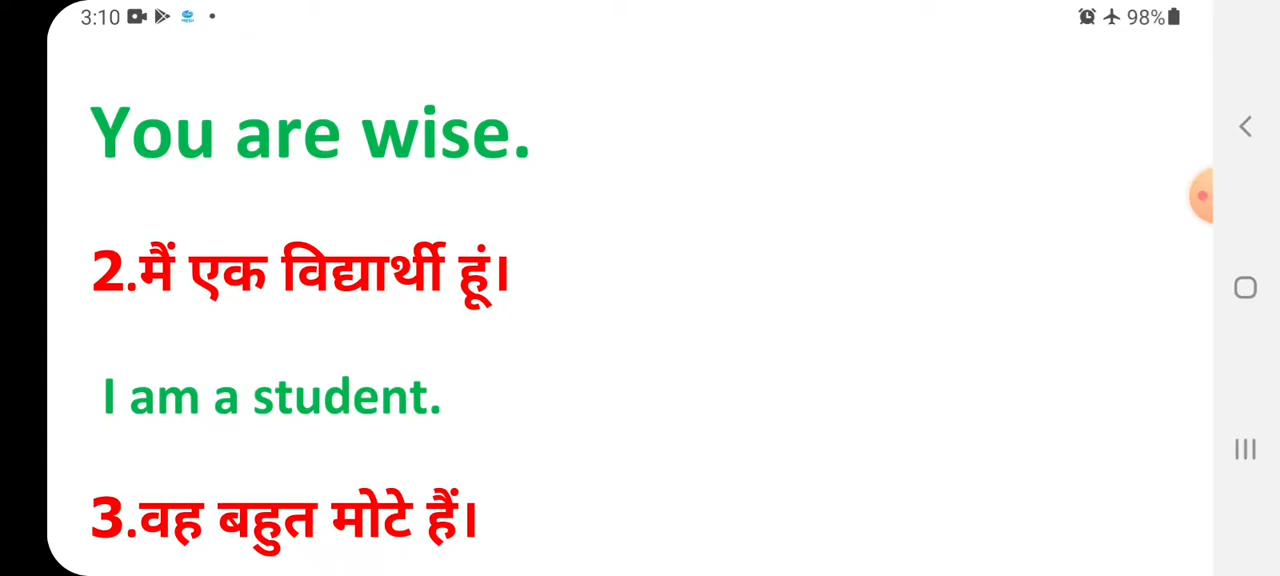 3:10
98%
You are wise.
2.मैं एक विद्यार्थी हूं।
I am a student.
3.वह बहुत मोटे हैं।